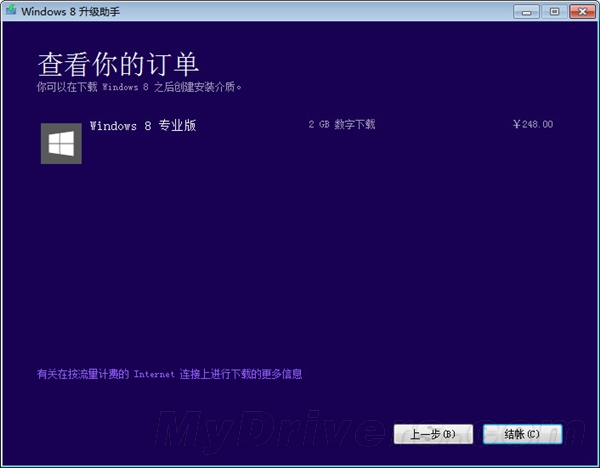 Windows 8 升级助手
查看你的订单
你可以在下载 Windows 8 之后创建安装介质。
Windows 8 专业版 2 GB 数字下载 ￥248.00
有关在按流量计费的 Internet 连接上进行下载的更多信息
上一步(B) 结帐(C)
MyDrivers.com